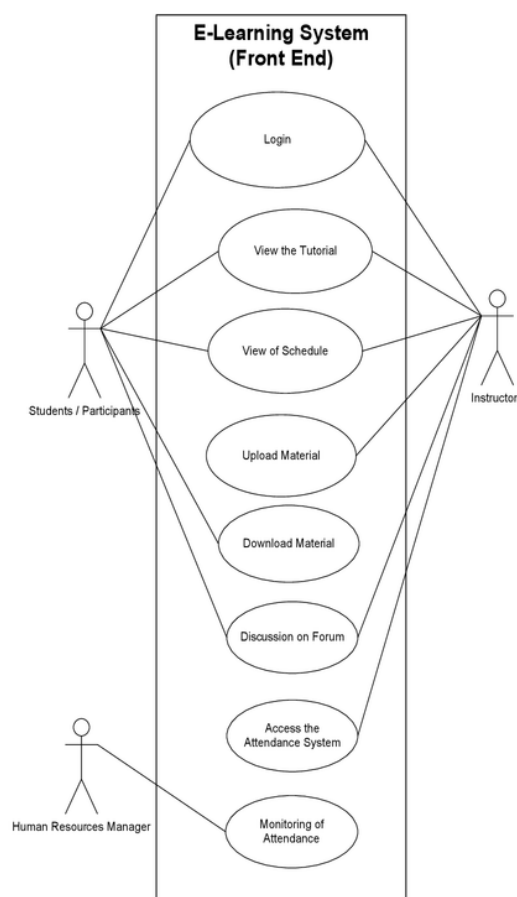 E-Learning System
(Front End)
Login
View the Tutorial
View of Schedule
Students / Participants
Instructor
Upload Material
Download Material
Discussion on Forum
Access the
Attendance System
Human Resources Manager
Monitoring of
Attendance